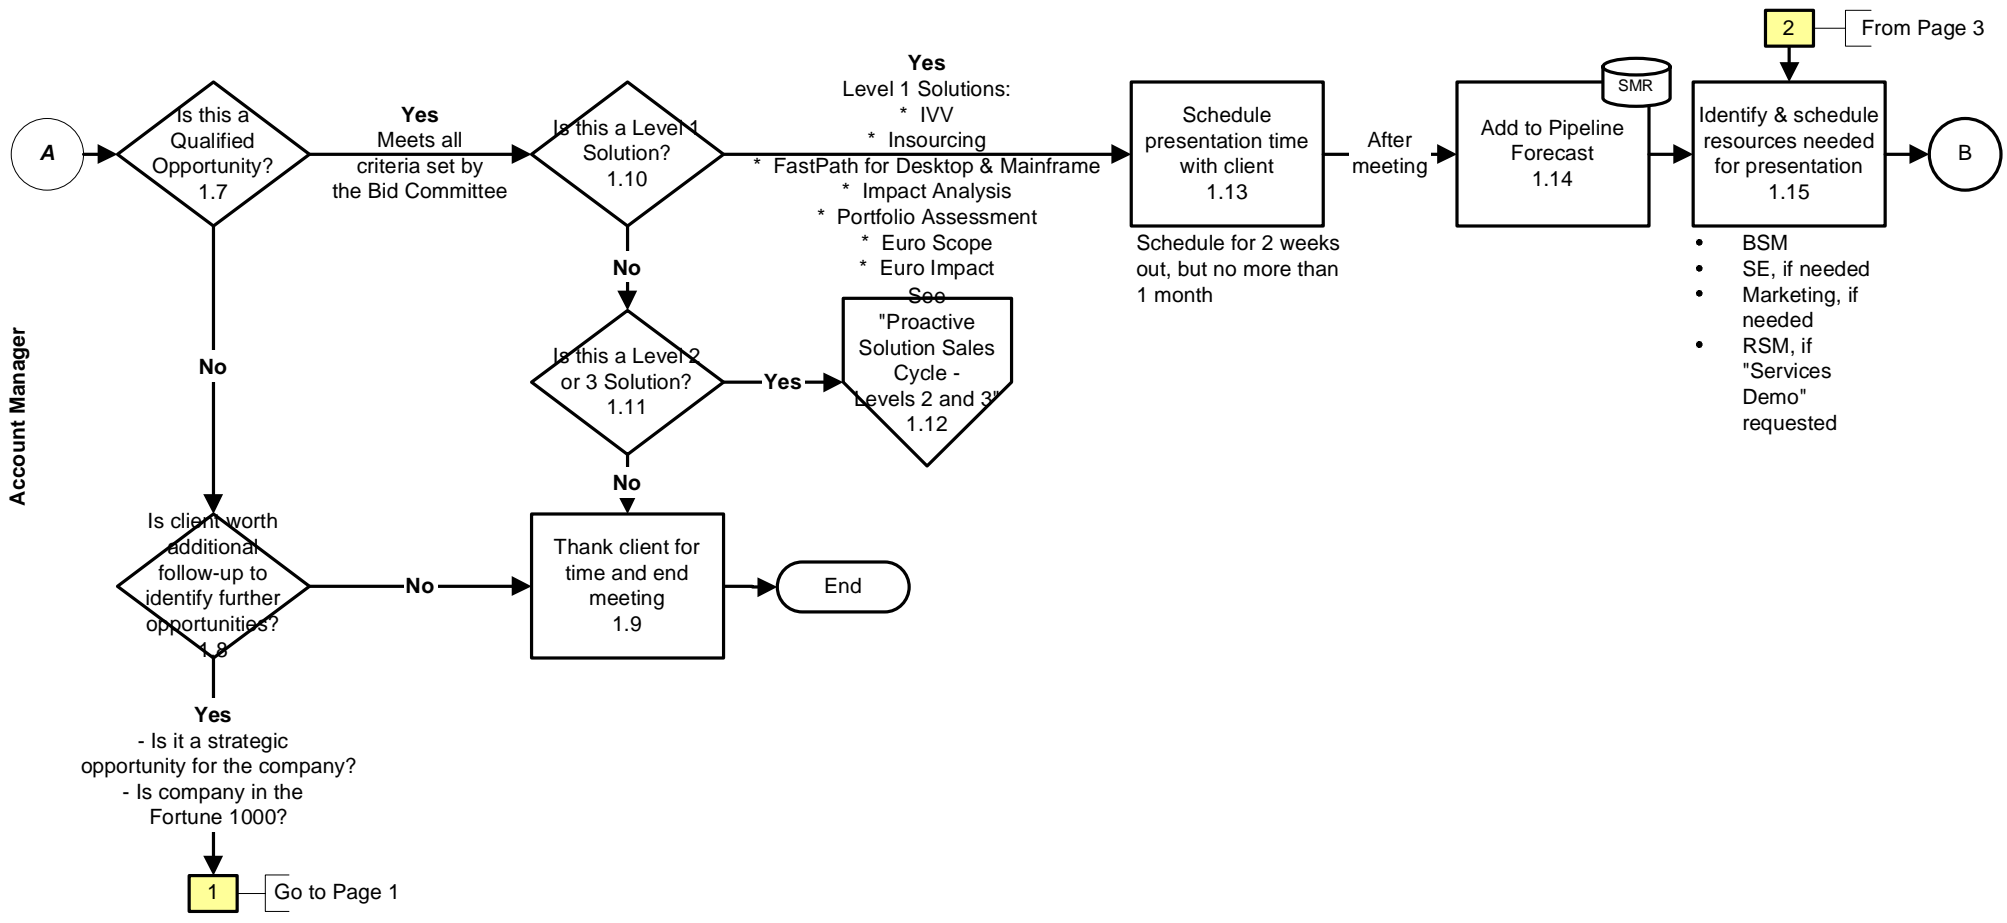 Account Manager
A
Is this a
Qualified
Opportunity?
1.7
Yes
Meets all
criteria set by
the Bid Committee
Is this a Level 1
Solution?
1.10
Yes
Level 1 Solutions:
* IVV
* Insourcing
* FastPath for Desktop & Mainframe
* Impact Analysis
* Portfolio Assessment
* Euro Scope
* Euro Impact
Schedule
presentation time
with client
1.13
Schedule for 2 weeks
out, but no more than
1 month
After
meeting
SMR
Add to Pipeline
Forecast
1.14
2
From Page 3
Identify & schedule
resources needed
for presentation
1.15
• BSM
• SE, if needed
• Marketing, if
needed
• RSM, if
"Services
Demo"
requested
B
No
No
Is this a Level 2
or 3 Solution?
1.11
Yes
See
"Proactive
Solution Sales
Cycle -
Levels 2 and 3"
1.12
No
Is client worth
additional
follow-up to
identify further
opportunities?
1.8
No
Thank client for
time and end
meeting
1.9
End
Yes
- Is it a strategic
opportunity for the company?
- Is company in the
Fortune 1000?
1
Go to Page 1